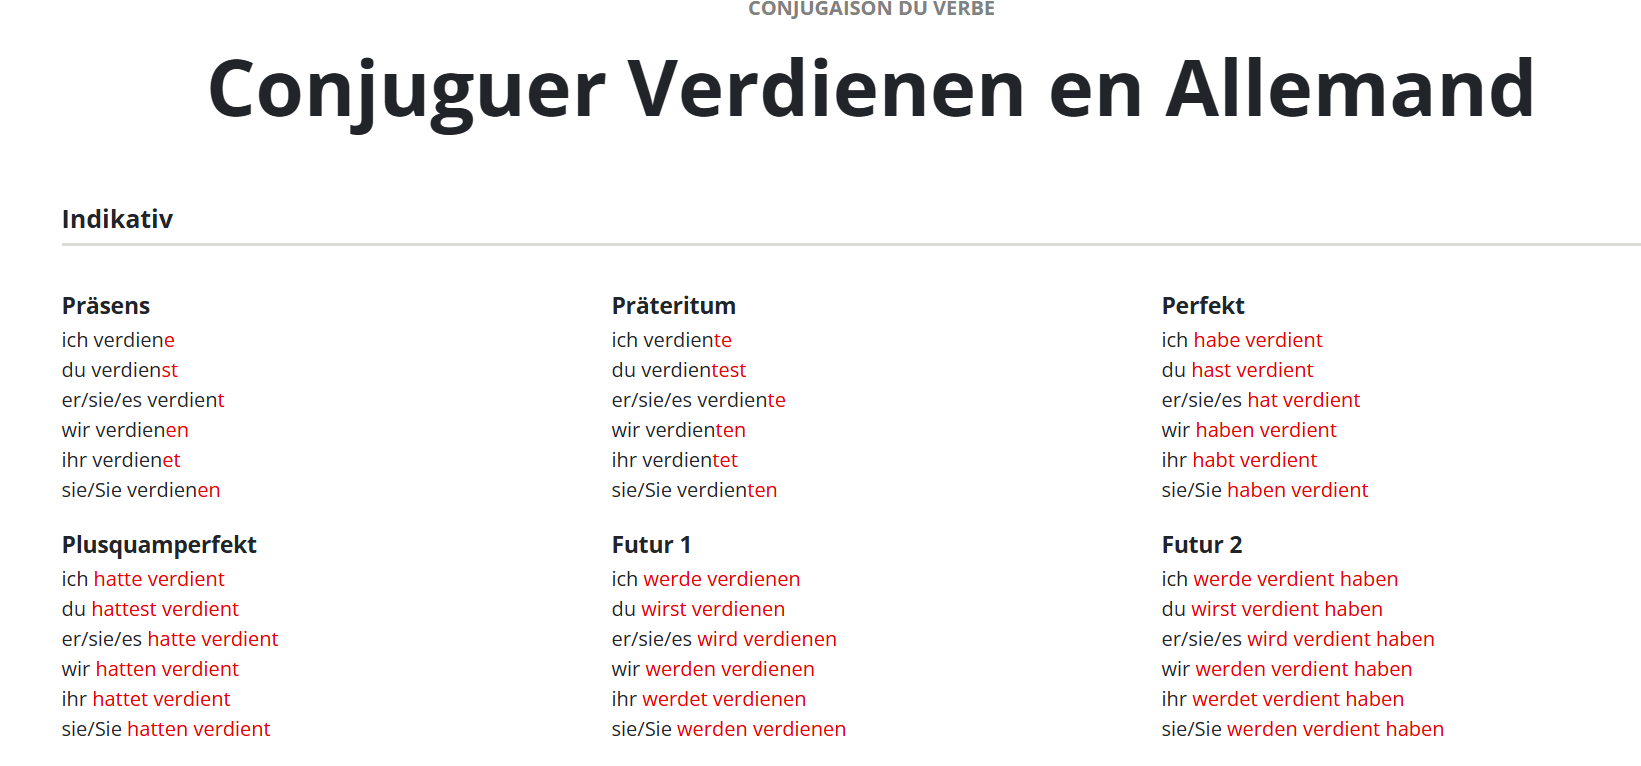 CONJUGAISON DU VERBE
Conjuguer Verdienen en Allemand
Indikativ
Präsens
ich verdiene
du verdienst
er/sie/es verdient
wir verdienen
ihr verdienet
sie/Sie verdienen
Präteritum
ich verdiente
du verdientest
er/sie/es verdiente
wir verdienten
ihr verdientet
sie/Sie verdienten
Perfekt
ich habe verdient
du hast verdient
er/sie/es hat verdient
wir haben verdient
ihr habt verdient
sie/Sie haben verdient
Plusquamperfekt
ich hatte verdient
du hattest verdient
er/sie/es hatte verdient
wir hatten verdient
ihr hattet verdient
sie/Sie hatten verdient
Futur 1
ich werde verdienen
du wirst verdienen
er/sie/es wird verdienen
wir werden verdienen
ihr werdet verdienen
sie/Sie werden verdienen
Futur 2
ich werde verdient haben
du wirst verdient haben
er/sie/es wird verdient haben
wir werden verdient haben
ihr werdet verdient haben
sie/Sie werden verdient haben